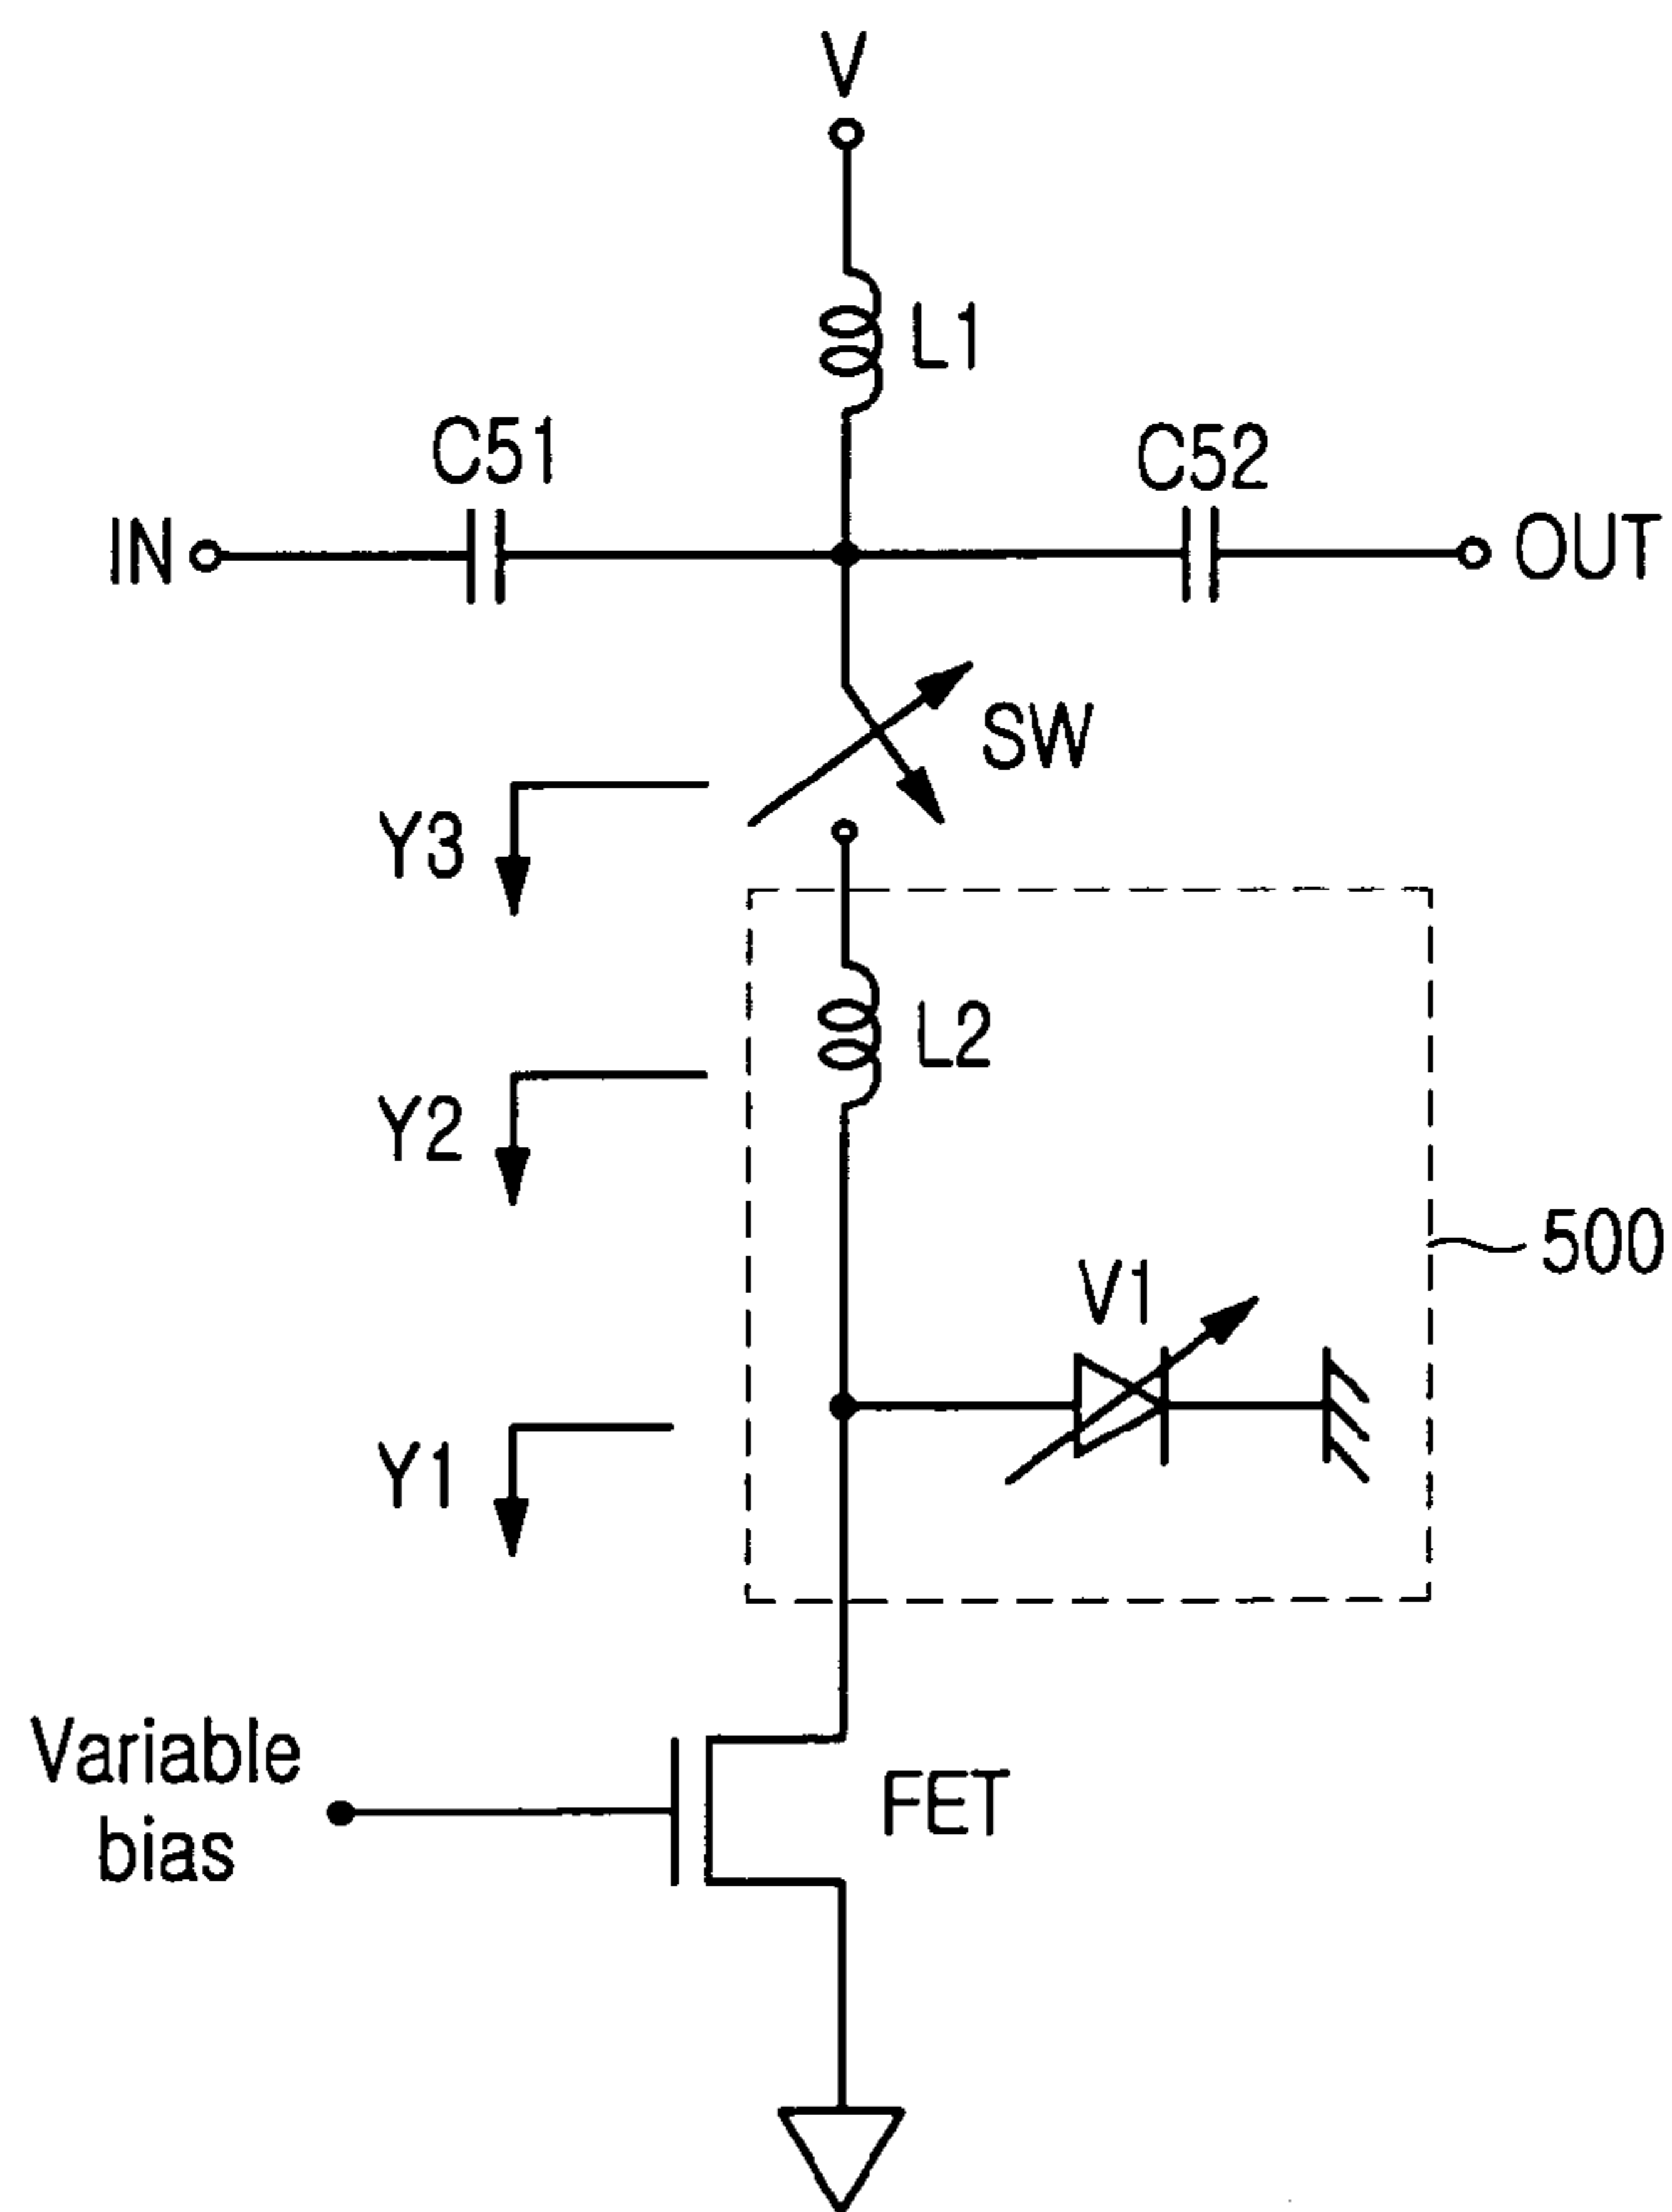 V
L1
C51
C52
IN
OUT
SW
Y3
L2
Y2
500
V1
Y1
Variable
bias
FET